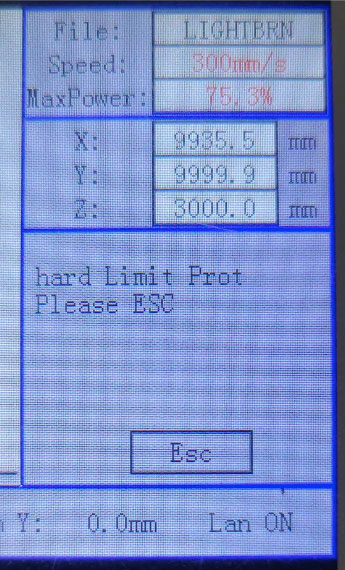 File: LIGHTBRN
Speed: 300mm/s
MaxPower: 75.3%
X: 9935.5 mm
Y: 9999.9 mm
Z: 3000.0 mm
hard Limit Prot
Please ESC
Esc
Y: 0.0mm Lan ON